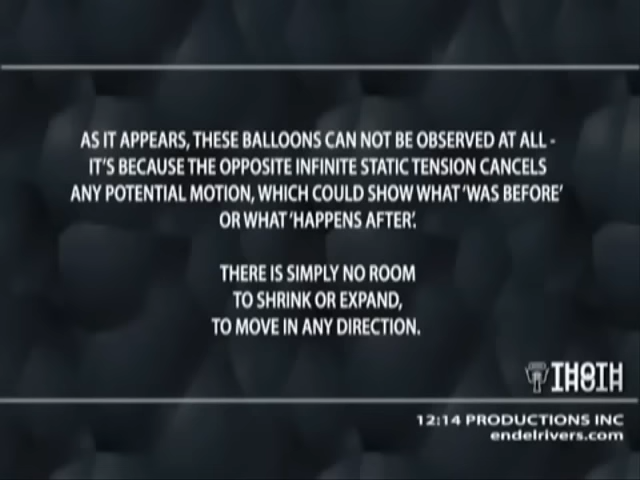 AS IT APPEARS, THESE BALLOONS CAN NOT BE OBSERVED AT ALL -
IT'S BECAUSE THE OPPOSITE INFINITE STATIC TENSION CANCELS
ANY POTENTIAL MOTION, WHICH COULD SHOW WHAT 'WAS BEFORE'
OR WHAT 'HAPPENS AFTER'.
THERE IS SIMPLY NO ROOM
TO SHRINK OR EXPAND,
TO MOVE IN ANY DIRECTION.
THOTH
12:14 PRODUCTIONS INC
endelrivers.com